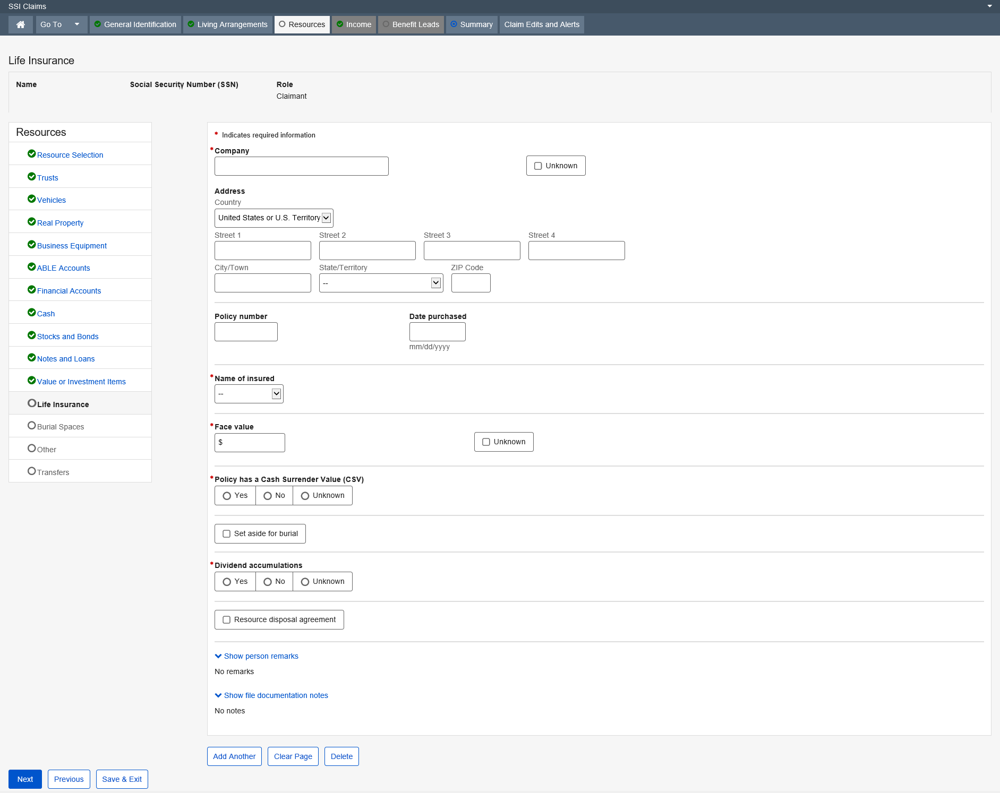 SSI Claims
Go To General Identification Living Arrangements Resources Income Benefit Leads Summary Claim Edits and Alerts
Life Insurance
Name Social Security Number (SSN) Role
Claimant
Resources
Resource Selection
Trusts
Vehicles
Real Property
Business Equipment
ABLE Accounts
Financial Accounts
Cash
Stocks and Bonds
Notes and Loans
Value or Investment Items
Life Insurance
Burial Spaces
Other
Transfers
* Indicates required information
* Company
Unknown
Address
Country
United States or U.S. Territory
Street 1 Street 2 Street 3 Street 4
City/Town State/Territory ZIP Code
--
Policy number Date purchased
mm/dd/yyyy
* Name of insured
--
* Face value
$ Unknown
* Policy has a Cash Surrender Value (CSV)
Yes No Unknown
Set aside for burial
* Dividend accumulations
Yes No Unknown
Resource disposal agreement
Show person remarks
No remarks
Show file documentation notes
No notes
Add Another Clear Page Delete
Next Previous Save & Exit